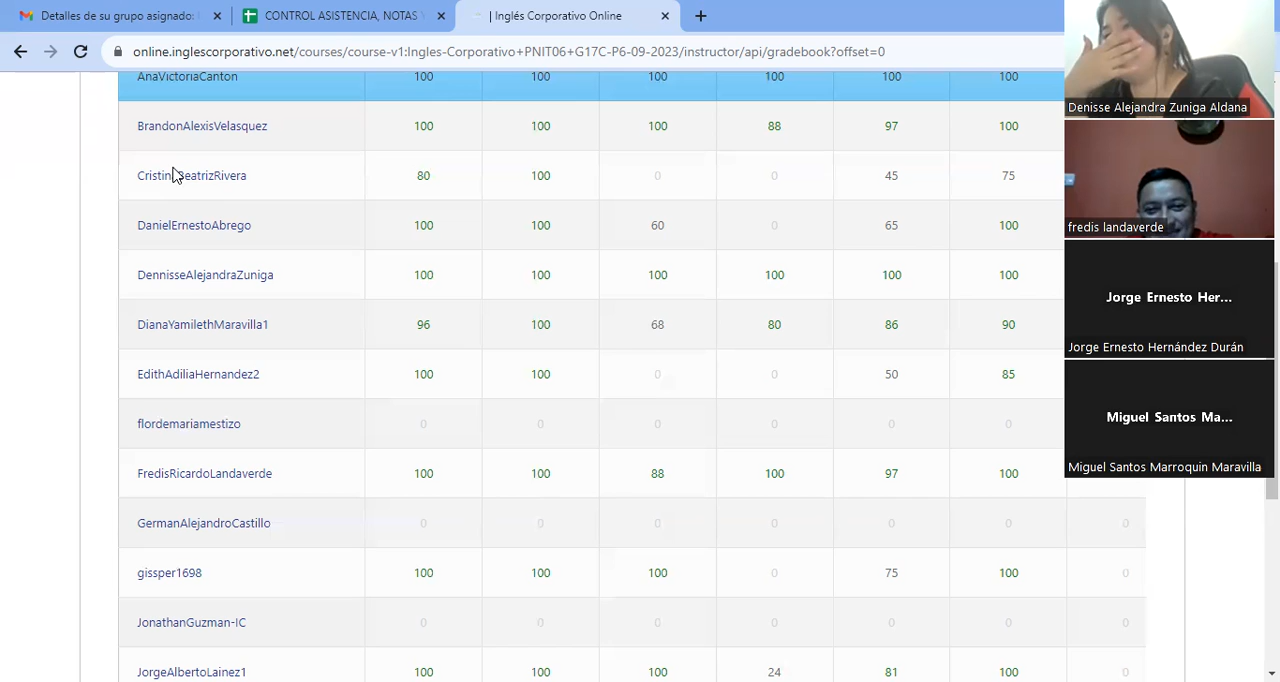 Detalles de su grupo asignado: CONTROL ASISTENCIA, NOTAS Y | Inglés Corporativo Online
online.inglescorporativo.net/courses/course-v1:Ingles-Corporativo+PNIT06+G17C-P6-09-2023/instructor/api/gradebook?offset=0
AnaVictoriaCanton 100 100 100 100 100 100
BrandonAlexisVelasquez 100 100 100 88 97 100
CristinaBeatrizRivera 80 100 0 0 45 75
DanielErnestoAbrego 100 100 60 0 65 100
DennisseAlejandraZuniga 100 100 100 100 100 100
DianaYamilethMaravilla1 96 100 68 80 86 90
EdithAdiliaHernandez2 100 100 0 0 50 85
flordemariamestizo 0 0 0 0 0 0
FredisRicardoLandaverde 100 100 88 100 97 100
GermanAlejandroCastillo 0 0 0 0 0 0 0
gissper1698 100 100 100 0 75 100 0
JonathanGuzman-IC 0 0 0 0 0 0 0
JorgeAlbertoLainez1 100 100 100 24 81 100 0
Denisse Alejandra Zuniga Aldana
fredis landaverde
Jorge Ernesto Her...
Jorge Ernesto Hernández Durán
Miguel Santos Ma...
Miguel Santos Marroquin Maravilla